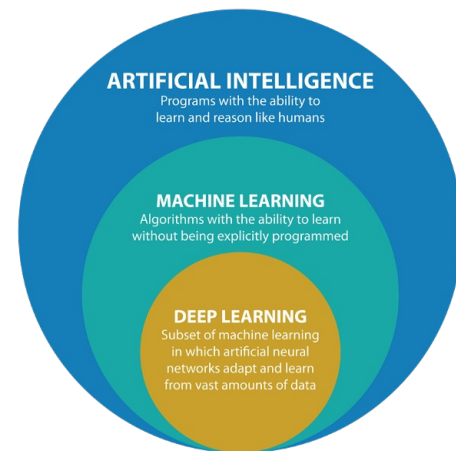 ARTIFICIAL INTELLIGENCE
Programs with the ability to
learn and reason like humans
MACHINE LEARNING
Algorithms with the ability to learn
without being explicitly programmed
DEEP LEARNING
Subset of machine learning
in which artificial neural
networks adapt and learn
from vast amounts of data